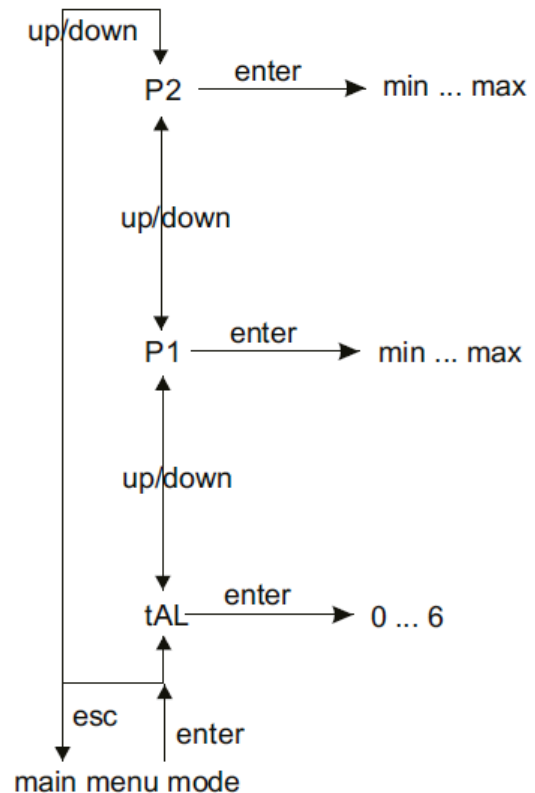 up/down
P2 enter min ... max
up/down
P1 enter min ... max
up/down
tAL enter 0 ... 6
esc
enter
main menu mode